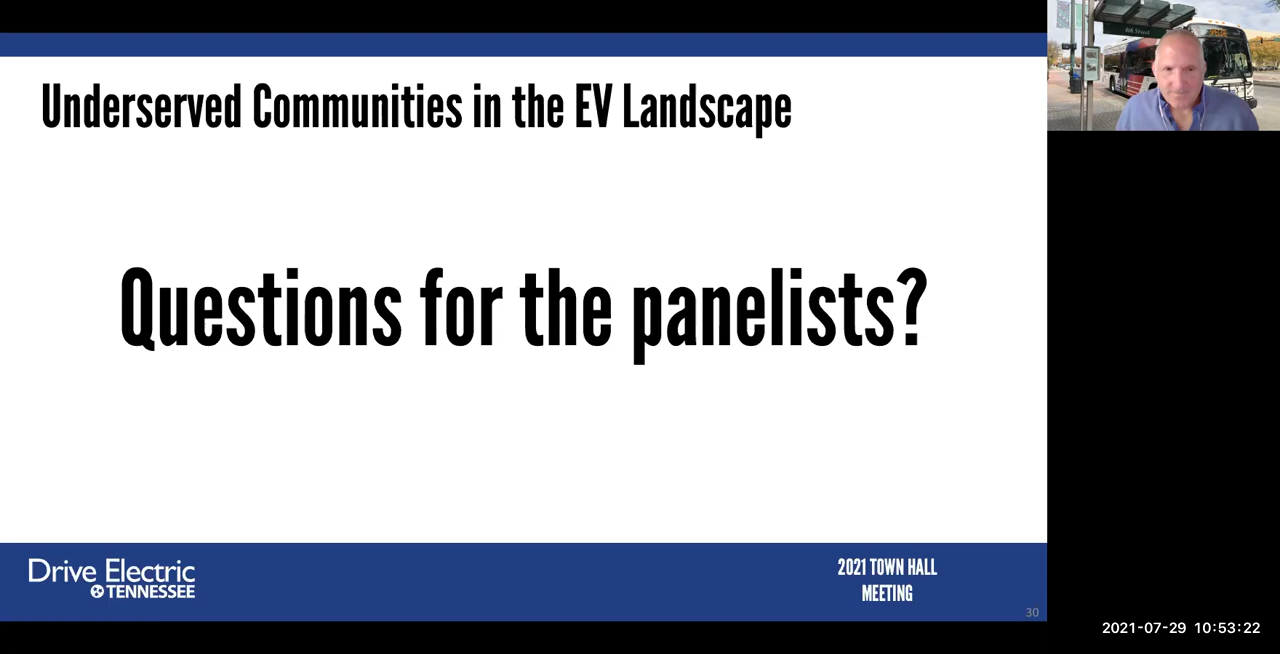 Underserved Communities in the EV Landscape
Questions for the panelists?
Drive Electric
TENNESSEE
2021 TOWN HALL
MEETING
30
2021-07-29 10:53:22